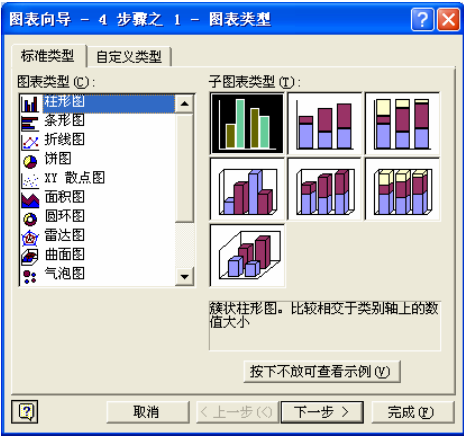 图表向导 - 4 步骤之 1 - 图表类型
标准类型 自定义类型
图表类型(C):
柱形图
条形图
折线图
饼图
XY 散点图
面积图
圆环图
雷达图
曲面图
气泡图
子图表类型(T):
簇状柱形图。比较相交于类别轴上的数
值大小
按下不放可查看示例(V)
取消 < 上一步(<) 下一步 > 完成(F)